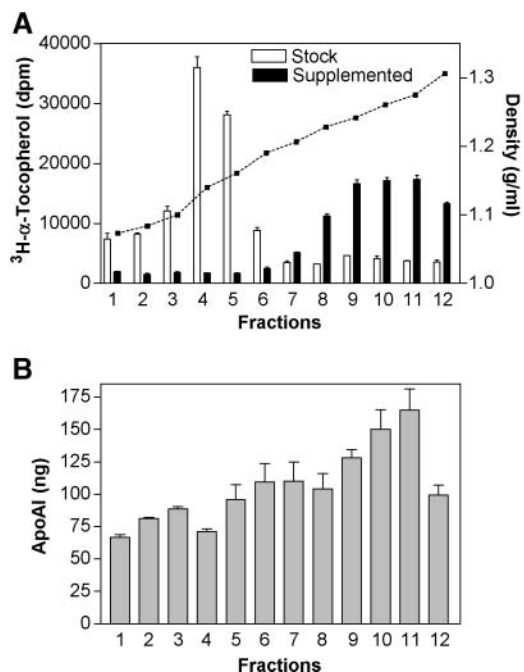 A
³H-α-Tocopherol (dpm)
40000
30000
20000
10000
0
Stock
Supplemented
1.3
1.2
1.1
1.0
Density (g/ml)
1 2 3 4 5 6 7 8 9 10 11 12
Fractions
B
ApoAI (ng)
175
150
125
100
75
50
25
0
1 2 3 4 5 6 7 8 9 10 11 12
Fractions